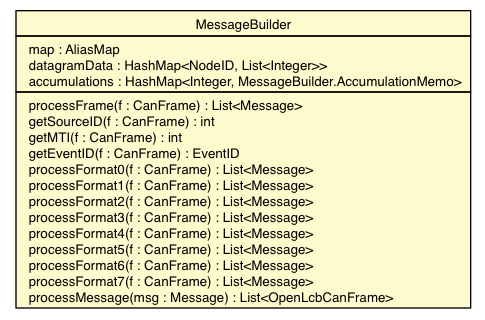 MessageBuilder
map : AliasMap
datagramData : HashMap<NodeID, List<Integer>>
accumulations : HashMap<Integer, MessageBuilder.AccumulationMemo>
processFrame(f : CanFrame) : List<Message>
getSourceID(f : CanFrame) : int
getMTI(f : CanFrame) : int
getEventID(f : CanFrame) : EventID
processFormat0(f : CanFrame) : List<Message>
processFormat1(f : CanFrame) : List<Message>
processFormat2(f : CanFrame) : List<Message>
processFormat3(f : CanFrame) : List<Message>
processFormat4(f : CanFrame) : List<Message>
processFormat5(f : CanFrame) : List<Message>
processFormat6(f : CanFrame) : List<Message>
processFormat7(f : CanFrame) : List<Message>
processMessage(msg : Message) : List<OpenLcbCanFrame>